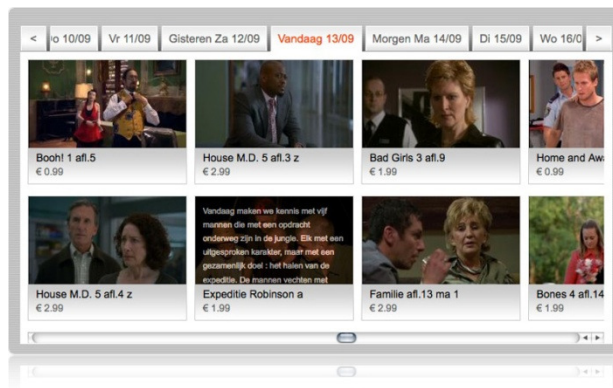 < o 10/09 Vr 11/09 Gisteren Za 12/09 Vandaag 13/09 Morgen Ma 14/09 Di 15/09 Wo 16/0 >
Booh! 1 afl.5
€ 0.99
House M.D. 5 afl.3 z
€ 2.99
Bad Girls 3 afl.9
€ 1.99
Home and Awa
€ 0.99
House M.D. 5 afl.4 z
€ 2.99
Vandaag maken we kennis met vijf
mannen die met een opdracht
onderweg zijn in de jungle. Elk met een
uitgesproken karakter, maar met een
gezamenlijk doel : het halen van de
expeditie. De mannen vechten met
Expeditie Robinson a
€ 1.99
Familie afl.13 ma 1
€ 2.99
Bones 4 afl.14
€ 1.99